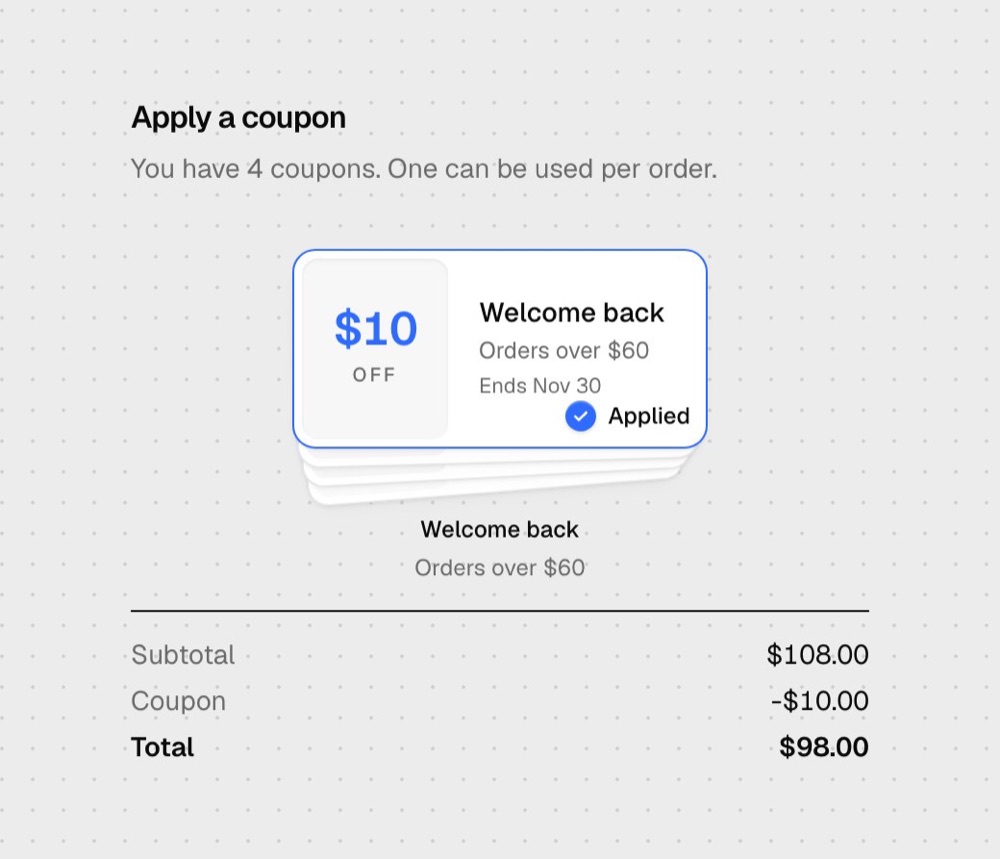 Apply a coupon
You have 4 coupons. One can be used per order.
$10
OFF
Welcome back
Orders over $60
Ends Nov 30
Applied
Welcome back
Orders over $60
Subtotal $108.00
Coupon -$10.00
Total $98.00